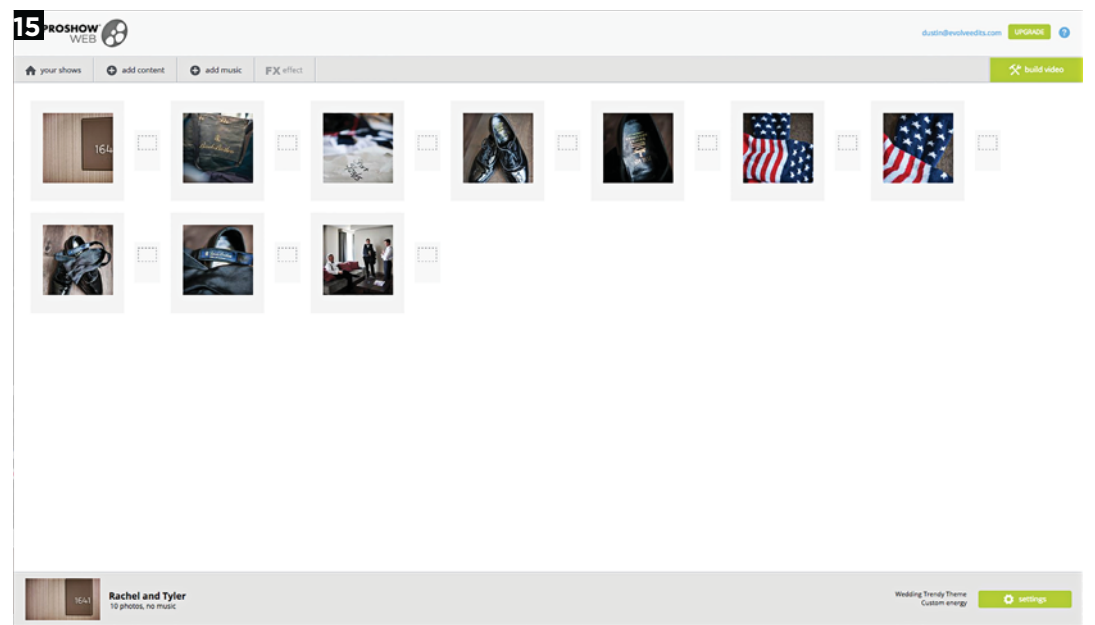 15
PROSHOW
WEB
dustin@evolveedits.com UPGRADE ?
your shows add content add music FX effect build video
164
Rachel and Tyler
10 photos, no music
1641
Wedding Trendy Theme
Custom energy
settings